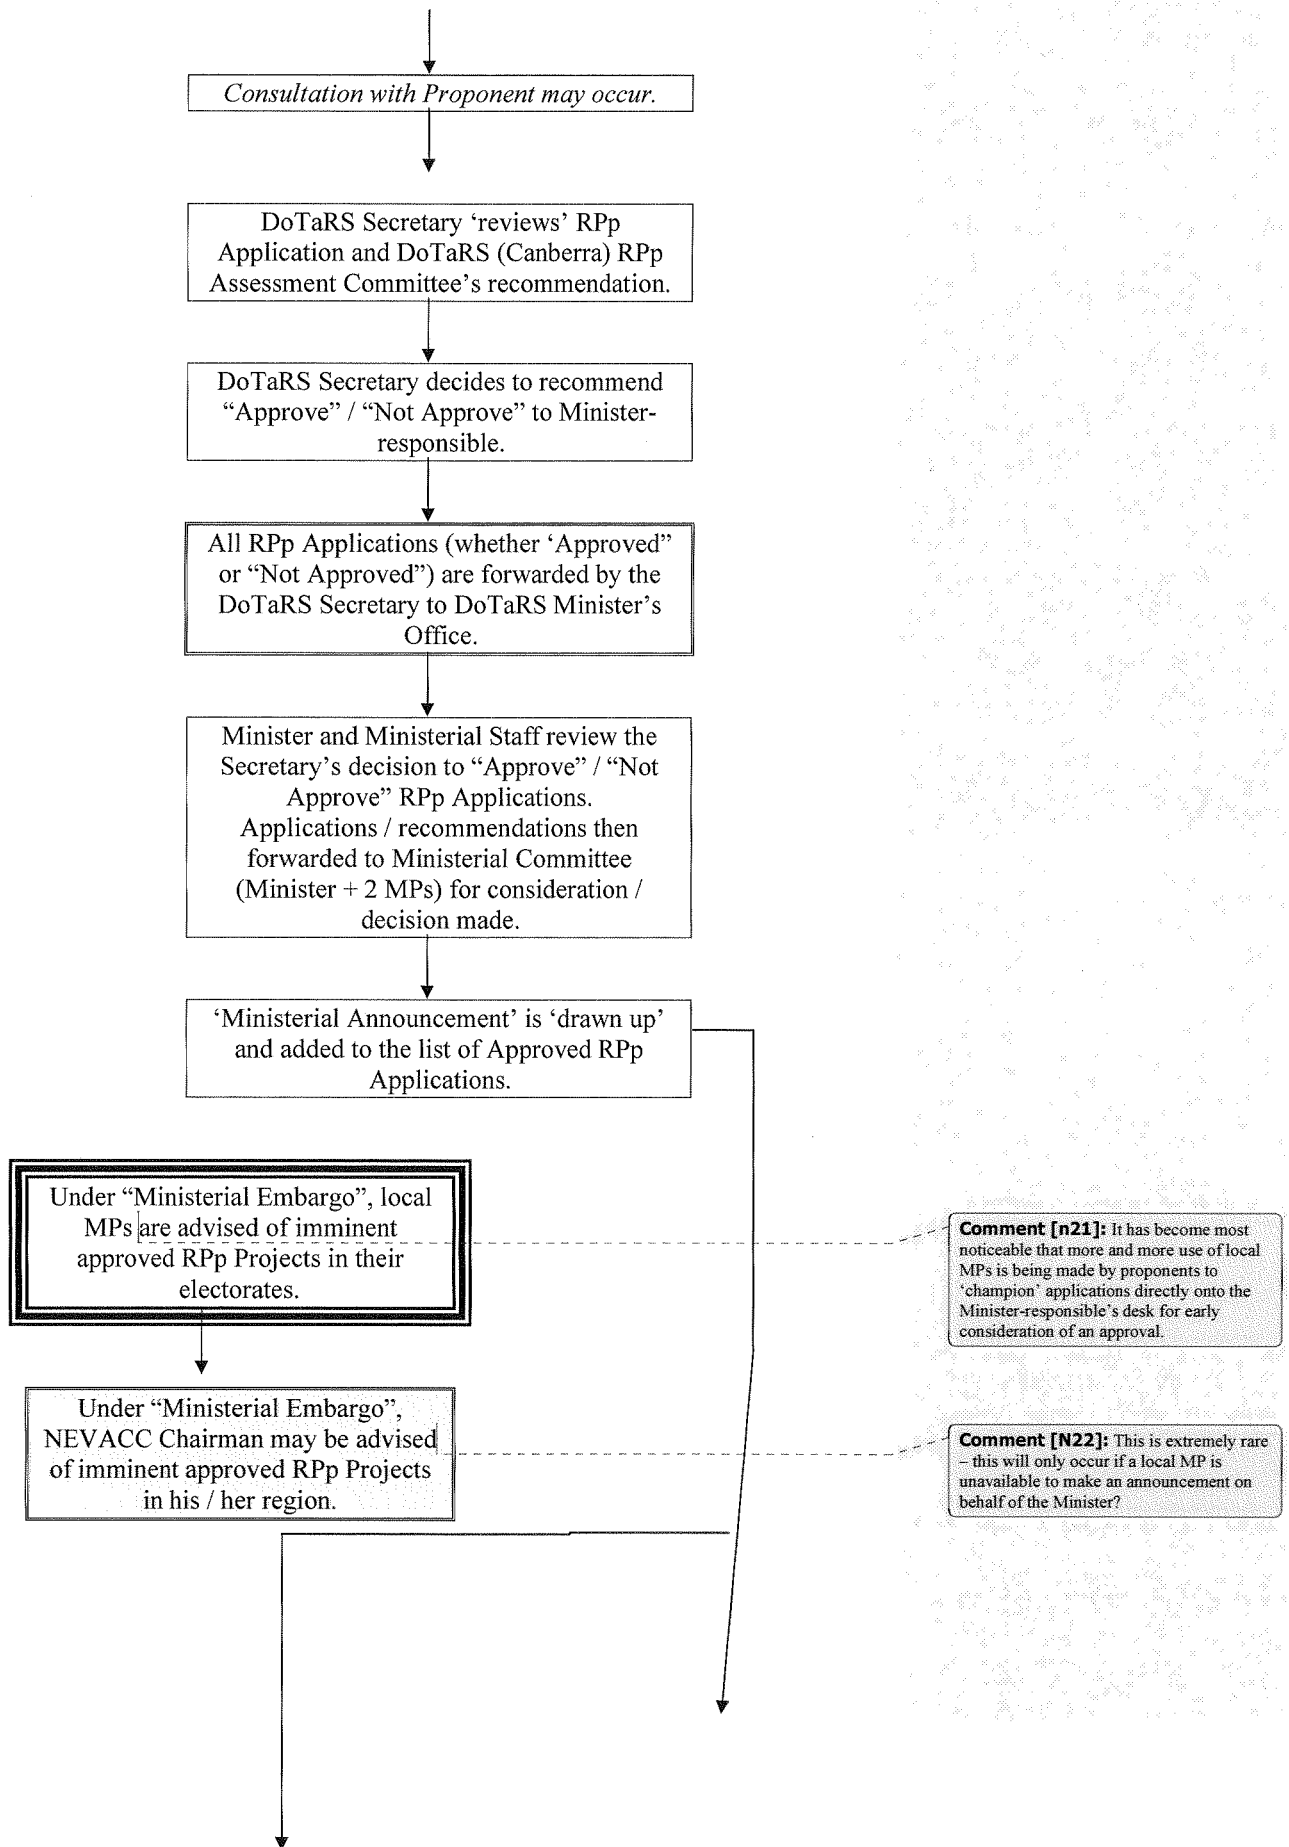 Consultation with Proponent may occur.
DoTaRS Secretary ‘reviews’ RPp
Application and DoTaRS (Canberra) RPp
Assessment Committee’s recommendation.
DoTaRS Secretary decides to recommend
“Approve” / “Not Approve” to Minister-
responsible.
All RPp Applications (whether ‘Approved”
or “Not Approved”) are forwarded by the
DoTaRS Secretary to DoTaRS Minister’s
Office.
Minister and Ministerial Staff review the
Secretary’s decision to “Approve” / “Not
Approve” RPp Applications.
Applications / recommendations then
forwarded to Ministerial Committee
(Minister + 2 MPs) for consideration /
decision made.
‘Ministerial Announcement’ is ‘drawn up’
and added to the list of Approved RPp
Applications.
Under “Ministerial Embargo”, local
MPs are advised of imminent
approved RPp Projects in their
electorates.
Comment [n21]: It has become most
noticeable that more and more use of local
MPs is being made by proponents to
‘champion’ applications directly onto the
Minister-responsible’s desk for early
consideration of an approval.
Under “Ministerial Embargo”,
NEVACC Chairman may be advised
of imminent approved RPp Projects
in his / her region.
Comment [N22]: This is extremely rare
– this will only occur if a local MP is
unavailable to make an announcement on
behalf of the Minister?